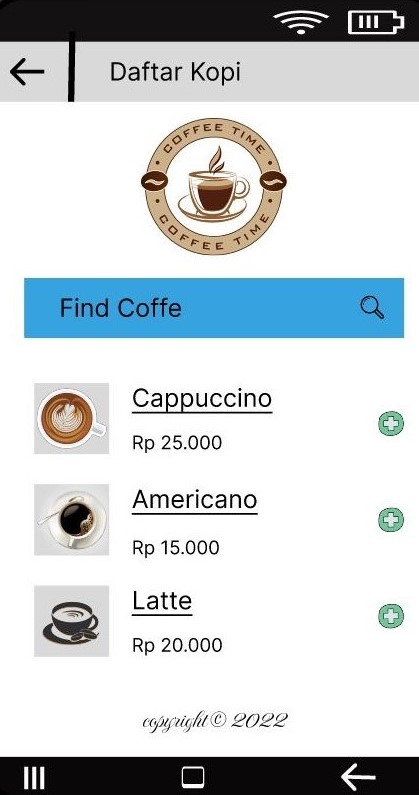 Daftar Kopi
COFFEE TIME
COFFEE TIME
Find Coffe
Cappuccino
Rp 25.000
Americano
Rp 15.000
Latte
Rp 20.000
copyright© 2022